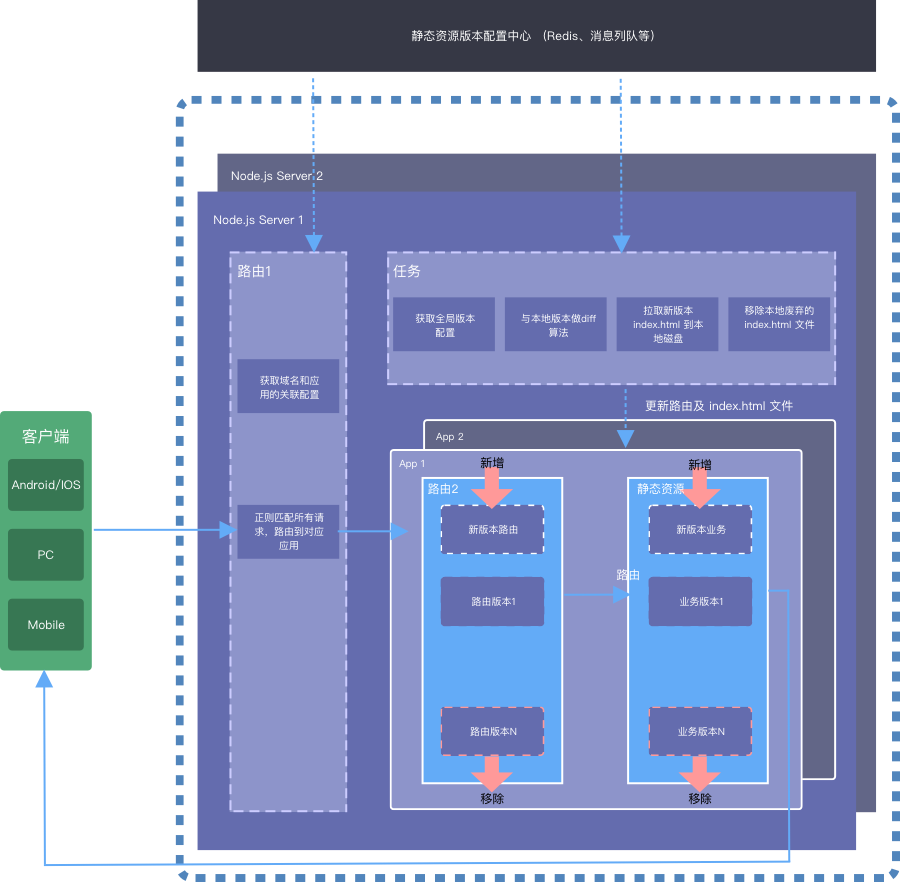 静态资源版本配置中心 （Redis、消息列队等）
Node.js Server 2
Node.js Server 1
路由1
任务
获取全局版本
配置
与本地版本做diff
算法
拉取新版本
index.html 到本
地磁盘
移除本地废弃的
index.html 文件
获取域名和应
用的关联配置
更新路由及 index.html 文件
客户端
Android/IOS
PC
Mobile
正则匹配所有请
求，路由到对应
应用
App 2
App 1
新增
新增
路由2
静态资源
新版本路由
新版本业务
路由
路由版本1
业务版本1
路由版本N
业务版本N
移除
移除